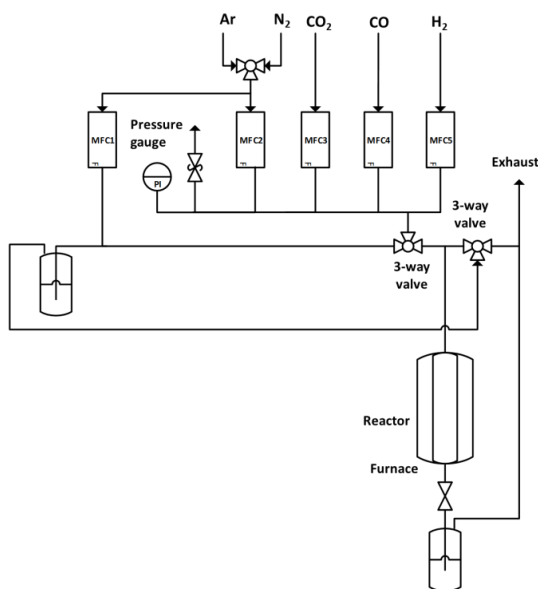 Ar N₂ CO₂ CO H₂
Pressure
gauge
MFC1 MFC2 MFC3 MFC4 MFC5
F F F F F
PI
Exhaust
3-way
valve
3-way
valve
Reactor
Furnace